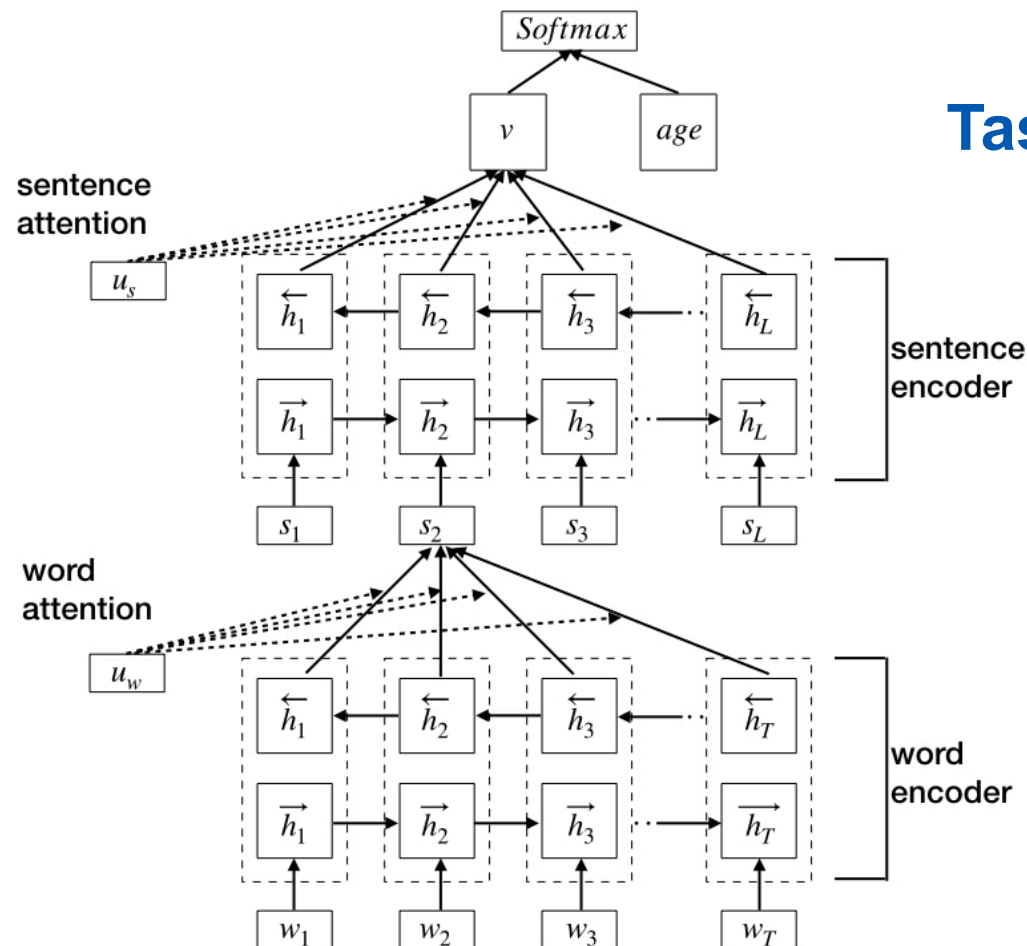 Softmax
v age
Tas
sentence
attention
u_s
←h_1 ←h_2 ←h_3 ·· ←h_L
sentence
encoder
→h_1 →h_2 →h_3 ·· →h_L
s_1 s_2 s_3 s_L
word
attention
u_w
←h_1 ←h_2 ←h_3 ·· ←h_T
word
encoder
→h_1 →h_2 →h_3 ·· →h_T
w_1 w_2 w_3 w_T